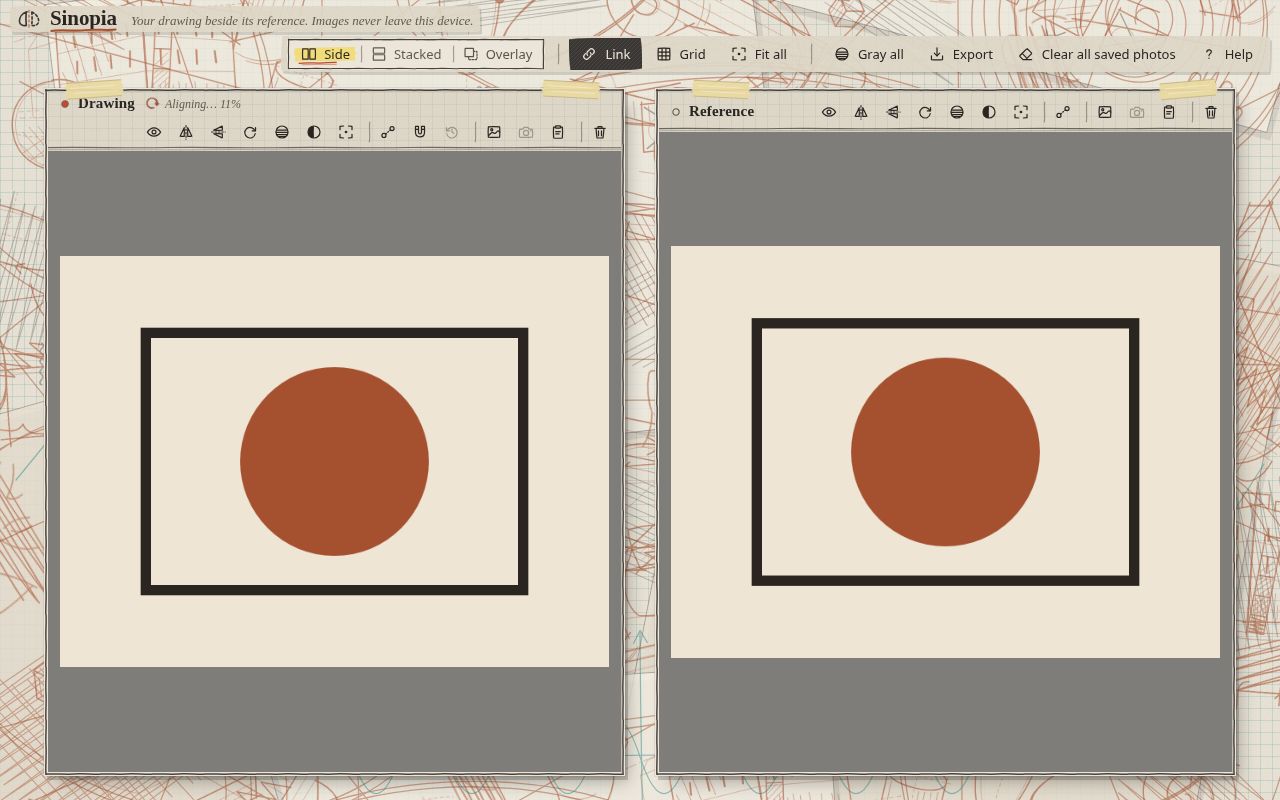 Sinopia
Your drawing beside its reference. Images never leave this device.
Side Stacked Overlay Link Grid Fit all Gray all Export Clear all saved photos ? Help
Drawing Aligning… 11%
Reference